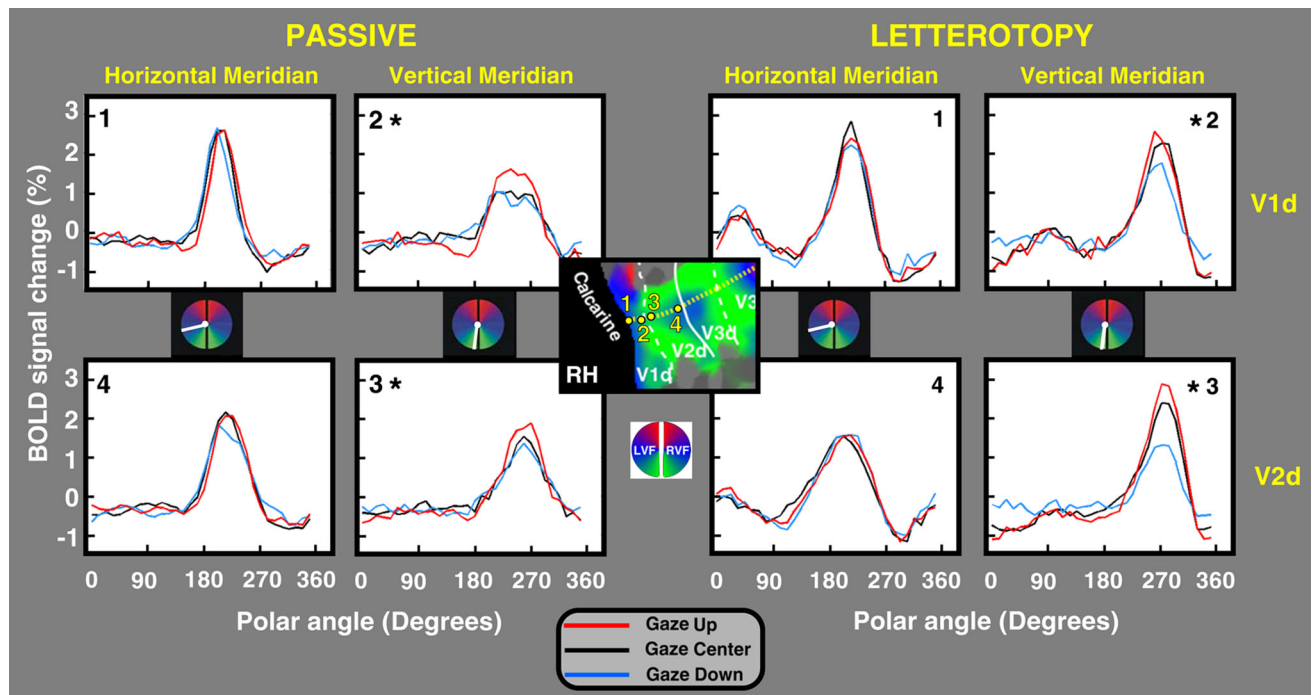 PASSIVE
LETTEROTOPY
Horizontal Meridian
Vertical Meridian
Horizontal Meridian
Vertical Meridian
BOLD signal change (%)
3
2
1
0
-1
1
2 *
1
* 2
V1d
3
2
1
0
-1
4
3 *
4
* 3
V2d
Calcarine
1
2
3
4
V1d
V2d
V3d
V3
RH
LVF
RVF
0 90 180 270 360
0 90 180 270 360
0 90 180 270 360
0 90 180 270 360
Polar angle (Degrees)
Polar angle (Degrees)
Gaze Up
Gaze Center
Gaze Down